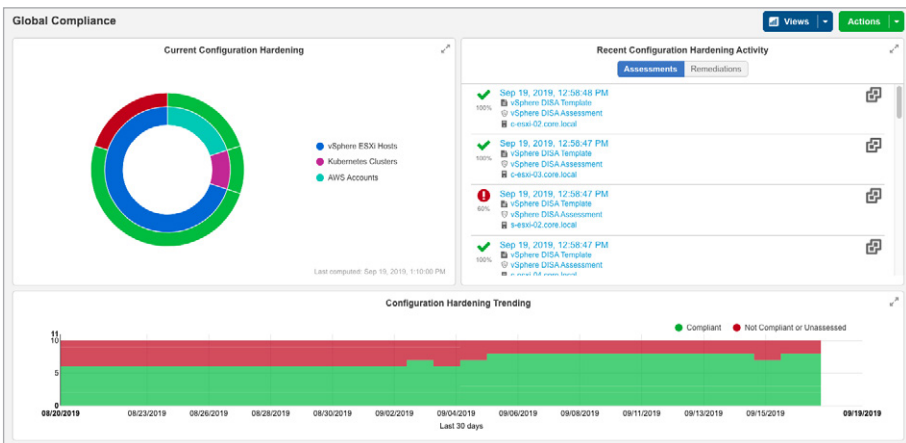 Global Compliance
Views
Actions
Current Configuration Hardening
vSphere ESXi Hosts
Kubernetes Clusters
AWS Accounts
Last computed: Sep 19, 2019, 1:10:00 PM
Recent Configuration Hardening Activity
Assessments Remediations
Sep 19, 2019, 12:58:48 PM
100%
vSphere DISA Template
vSphere DISA Assessment
c-esxi-02.core.local
Sep 19, 2019, 12:58:47 PM
100%
vSphere DISA Template
vSphere DISA Assessment
c-esxi-03.core.local
Sep 19, 2019, 12:58:47 PM
60%
vSphere DISA Template
vSphere DISA Assessment
s-esxi-02.core.local
Sep 19, 2019, 12:58:47 PM
100%
vSphere DISA Template
vSphere DISA Assessment
c-esxi-04.core.local
Configuration Hardening Trending
Compliant Not Compliant or Unassessed
11
10
5
0
08/20/2019 08/23/2019 08/26/2019 08/28/2019 08/30/2019 09/02/2019 09/04/2019 09/06/2019 09/08/2019 09/11/2019 09/13/2019 09/15/2019 09/19/2019
Last 30 days